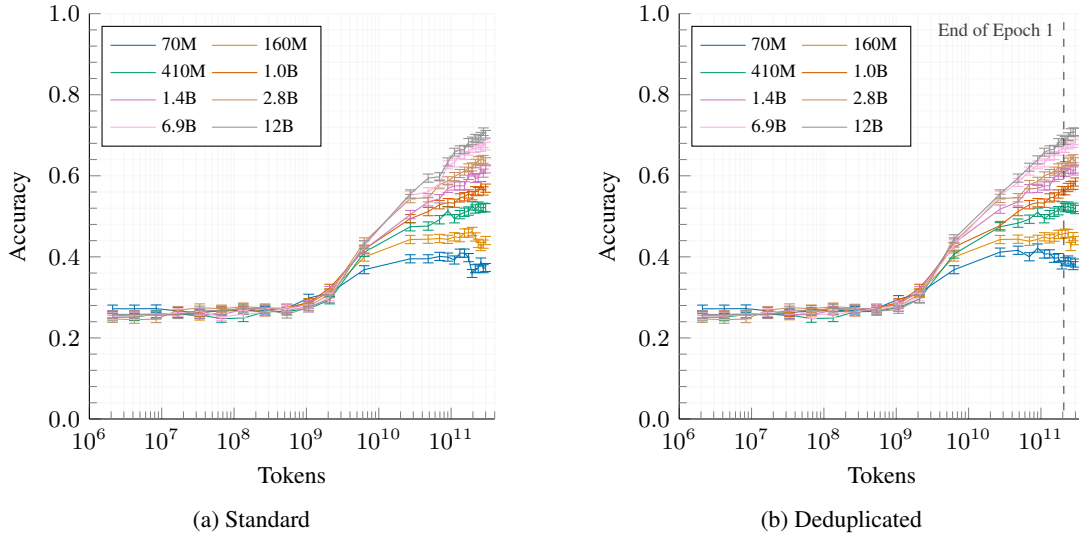 1.0
0.8
0.6
0.4
0.2
0.0
Accuracy
70M 160M
410M 1.0B
1.4B 2.8B
6.9B 12B
10^6 10^7 10^8 10^9 10^10 10^11
Tokens
(a) Standard
1.0
0.8
0.6
0.4
0.2
0.0
Accuracy
70M 160M
410M 1.0B
1.4B 2.8B
6.9B 12B
End of Epoch 1
10^6 10^7 10^8 10^9 10^10 10^11
Tokens
(b) Deduplicated